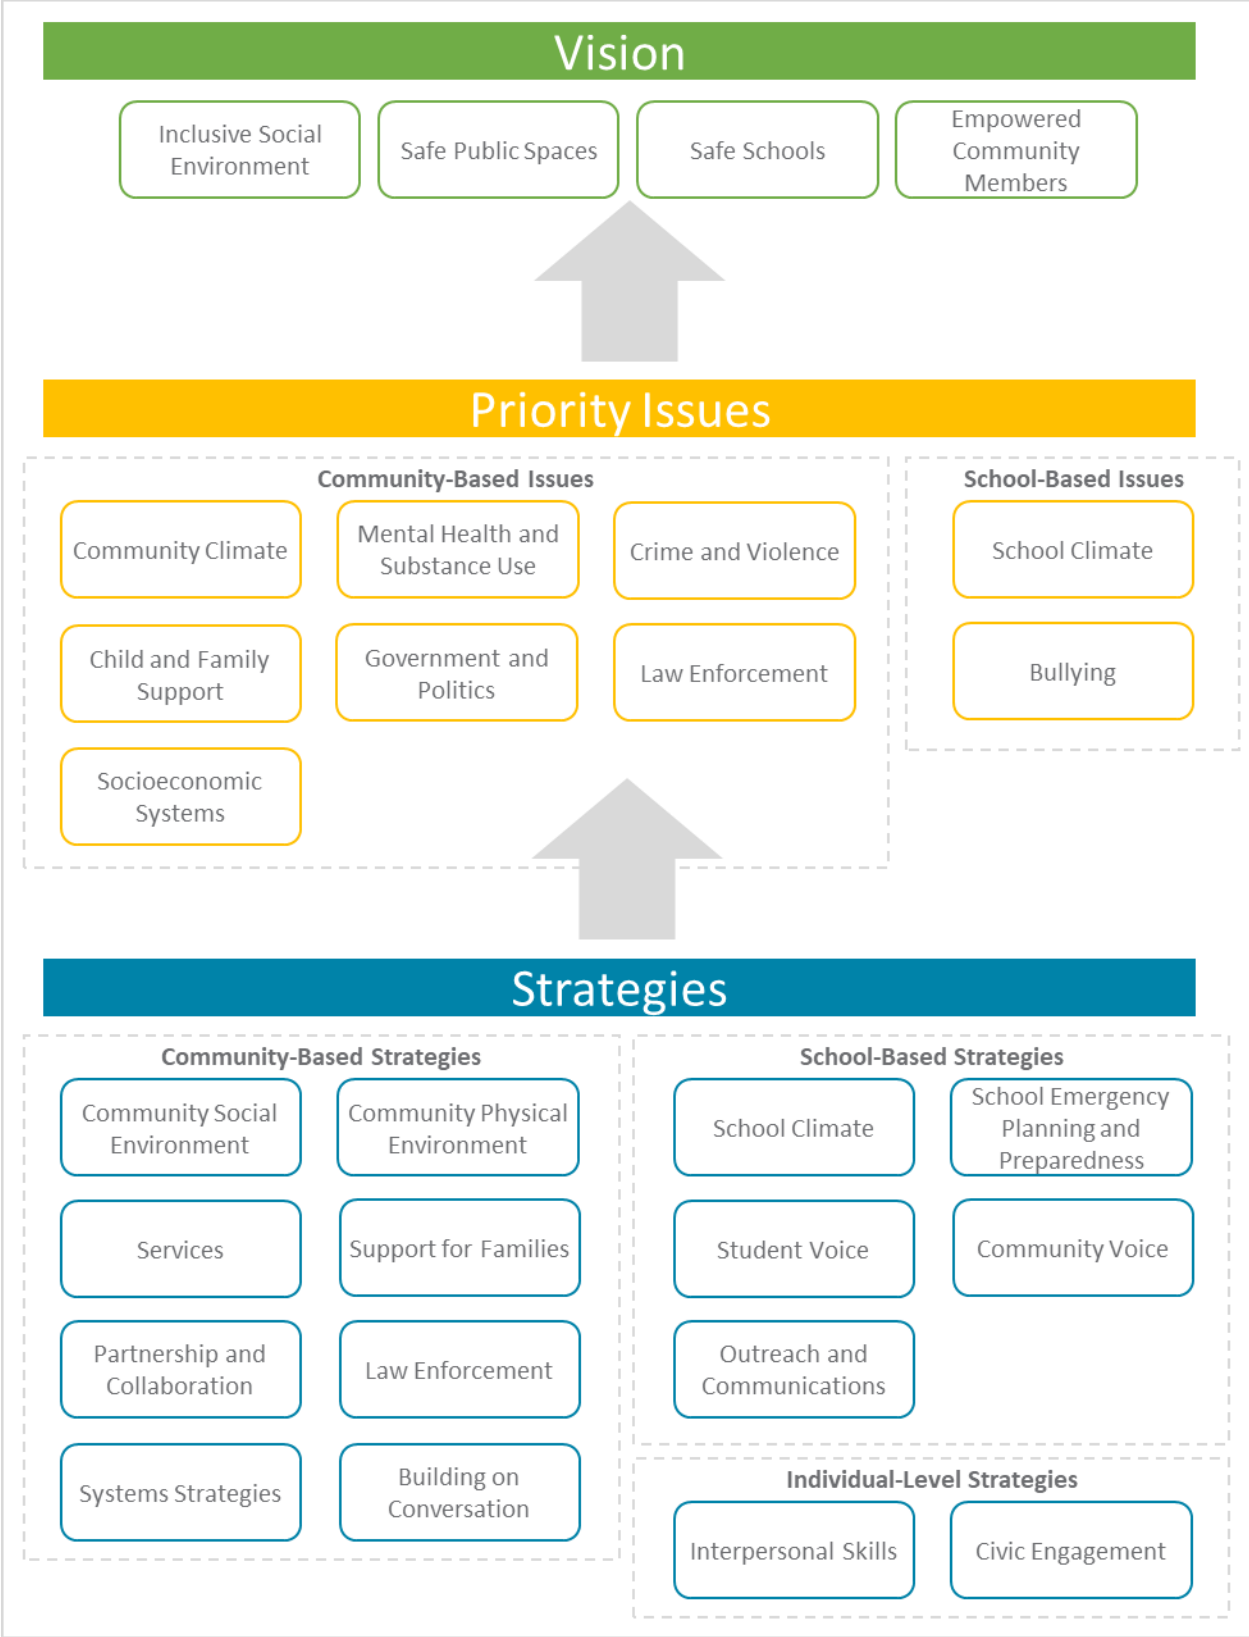 Vision
Inclusive Social
Environment
Safe Public Spaces
Safe Schools
Empowered
Community
Members
Priority Issues
Community-Based Issues
Community Climate
Mental Health and
Substance Use
Crime and Violence
Child and Family
Support
Government and
Politics
Law Enforcement
Socioeconomic
Systems
School-Based Issues
School Climate
Bullying
Strategies
Community-Based Strategies
Community Social
Environment
Community Physical
Environment
Services
Support for Families
Partnership and
Collaboration
Law Enforcement
Systems Strategies
Building on
Conversation
School-Based Strategies
School Climate
School Emergency
Planning and
Preparedness
Student Voice
Community Voice
Outreach and
Communications
Individual-Level Strategies
Interpersonal Skills
Civic Engagement